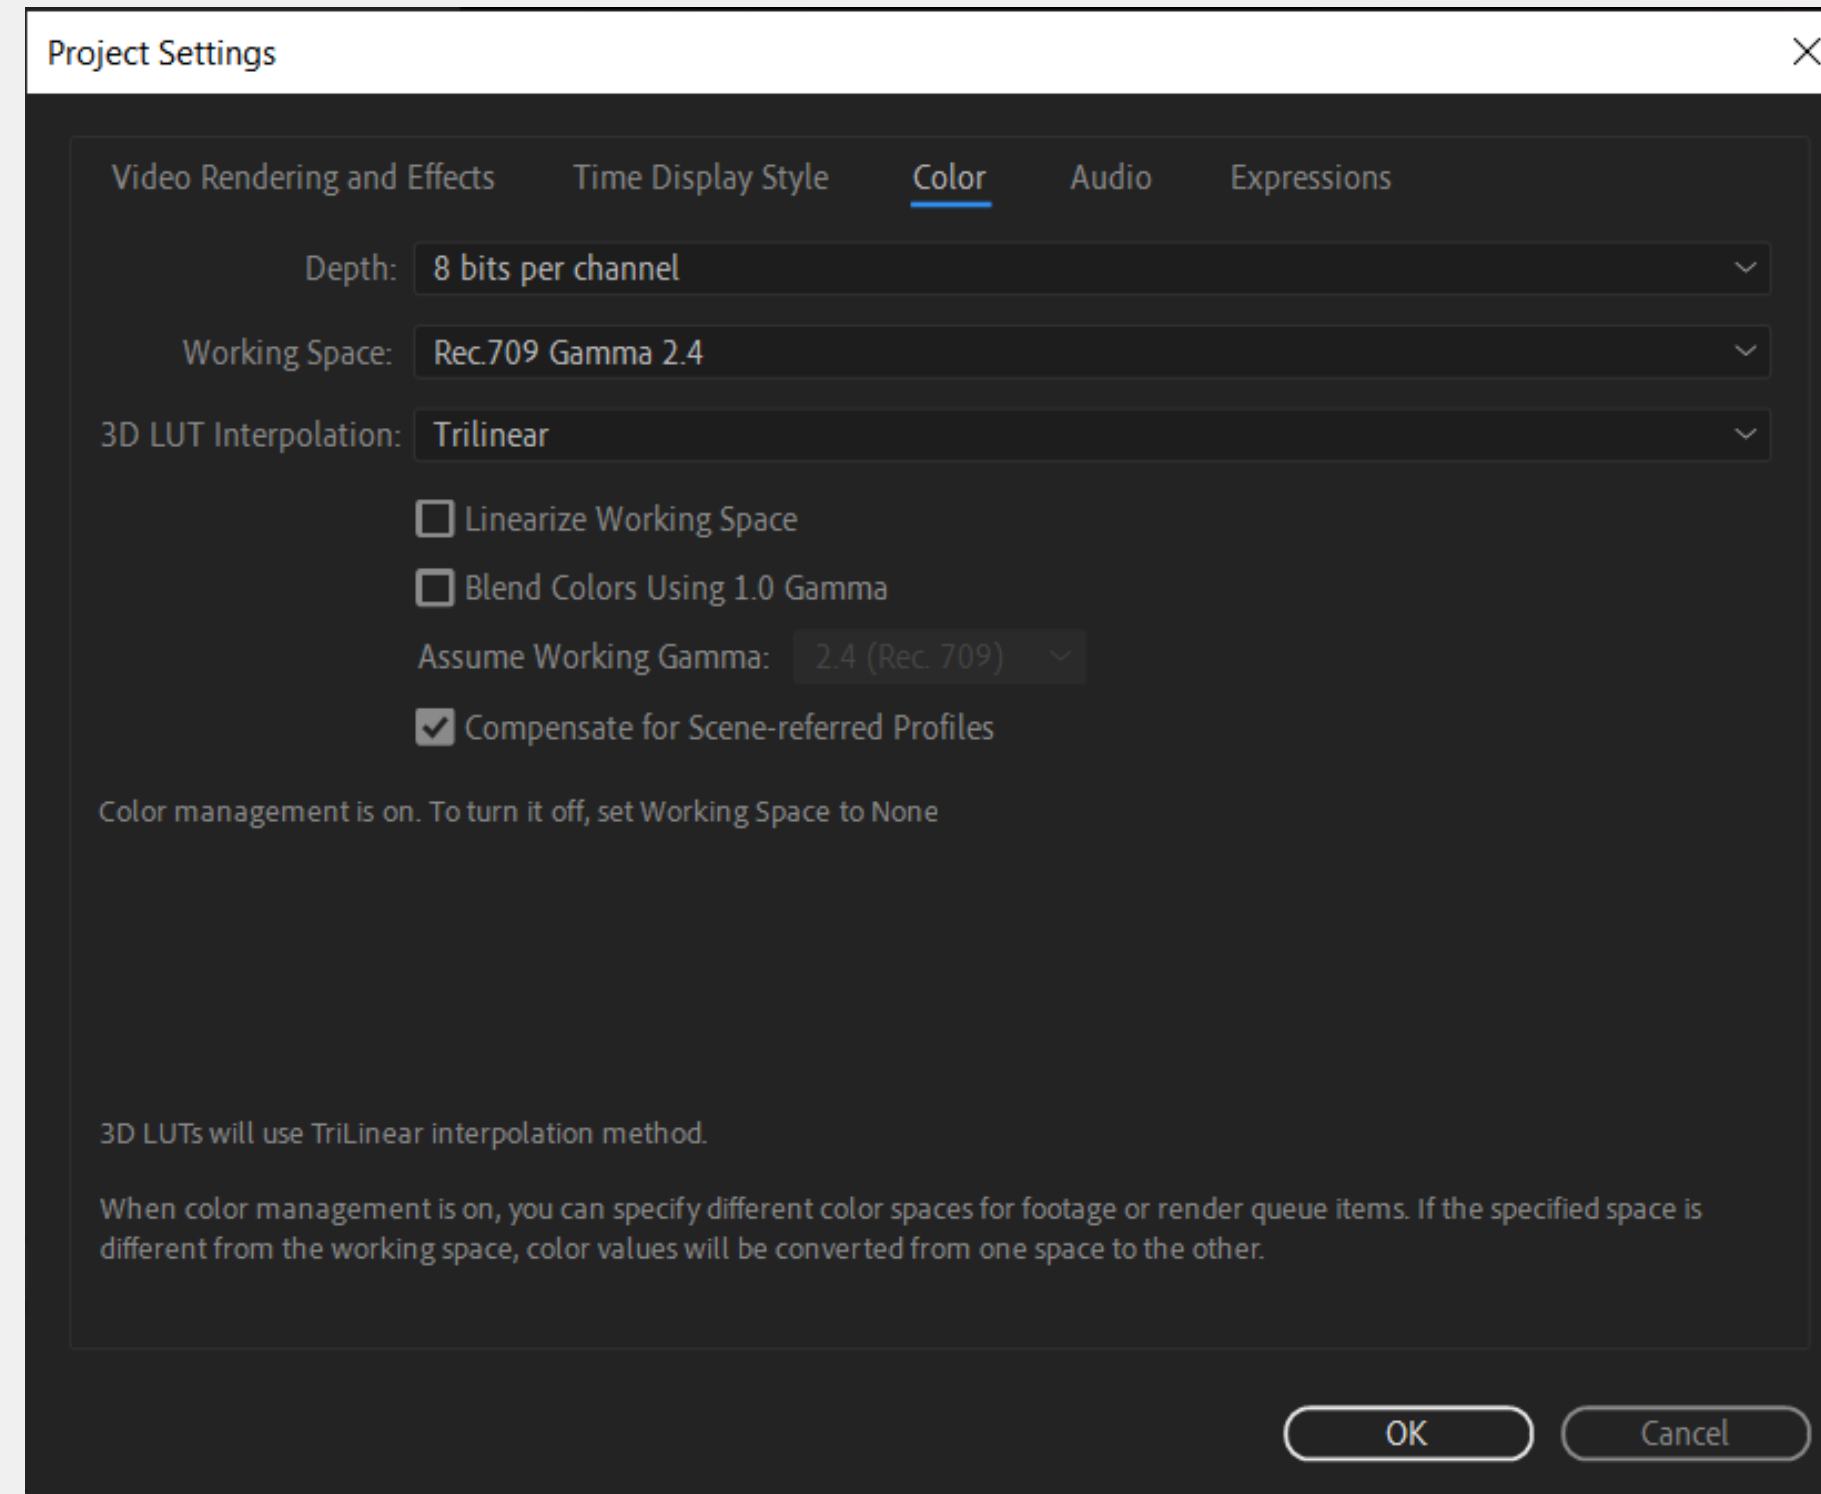 Project Settings
Video Rendering and Effects Time Display Style Color Audio Expressions
Depth: 8 bits per channel
Working Space: Rec.709 Gamma 2.4
3D LUT Interpolation: Trilinear
Linearize Working Space
Blend Colors Using 1.0 Gamma
Assume Working Gamma: 2.4 (Rec. 709)
Compensate for Scene-referred Profiles
Color management is on. To turn it off, set Working Space to None
3D LUTs will use TriLinear interpolation method.
When color management is on, you can specify different color spaces for footage or render queue items. If the specified space is
different from the working space, color values will be converted from one space to the other.
OK Cancel